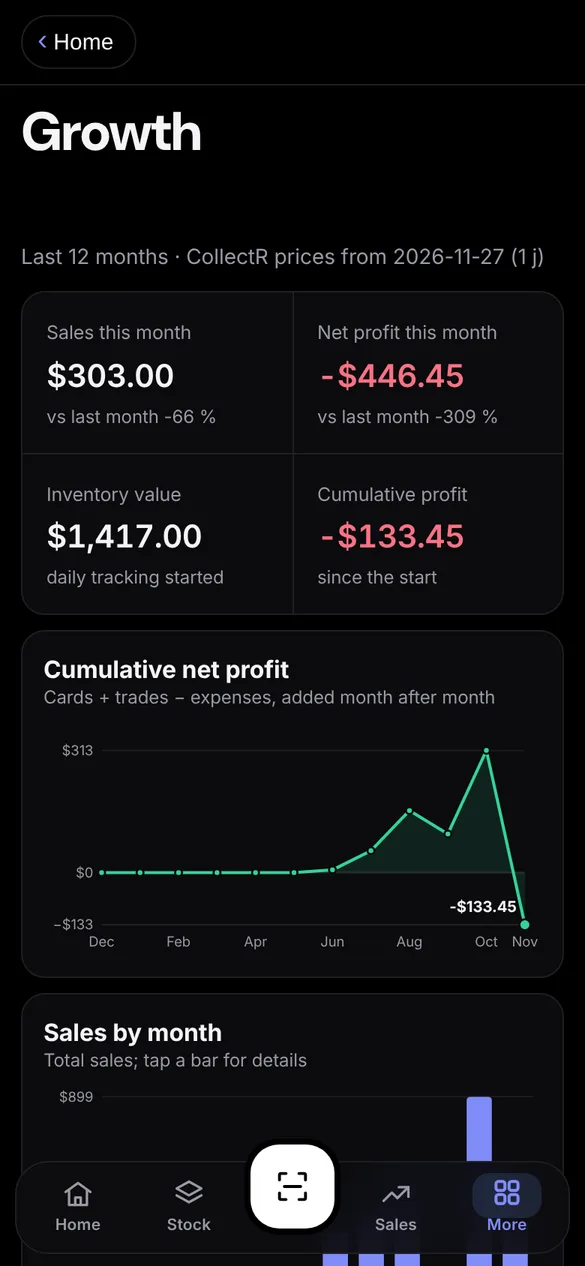 Home
Growth
Last 12 months · CollectR prices from 2026-11-27 (1 j)
Sales this month
$303.00
vs last month -66 %
Net profit this month
-$446.45
vs last month -309 %
Inventory value
$1,417.00
daily tracking started
Cumulative profit
-$133.45
since the start
Cumulative net profit
Cards + trades − expenses, added month after month
$313
$0
-$133.45
−$133
Dec Feb Apr Jun Aug Oct Nov
Sales by month
Total sales; tap a bar for details
$899
Home Stock Sales More